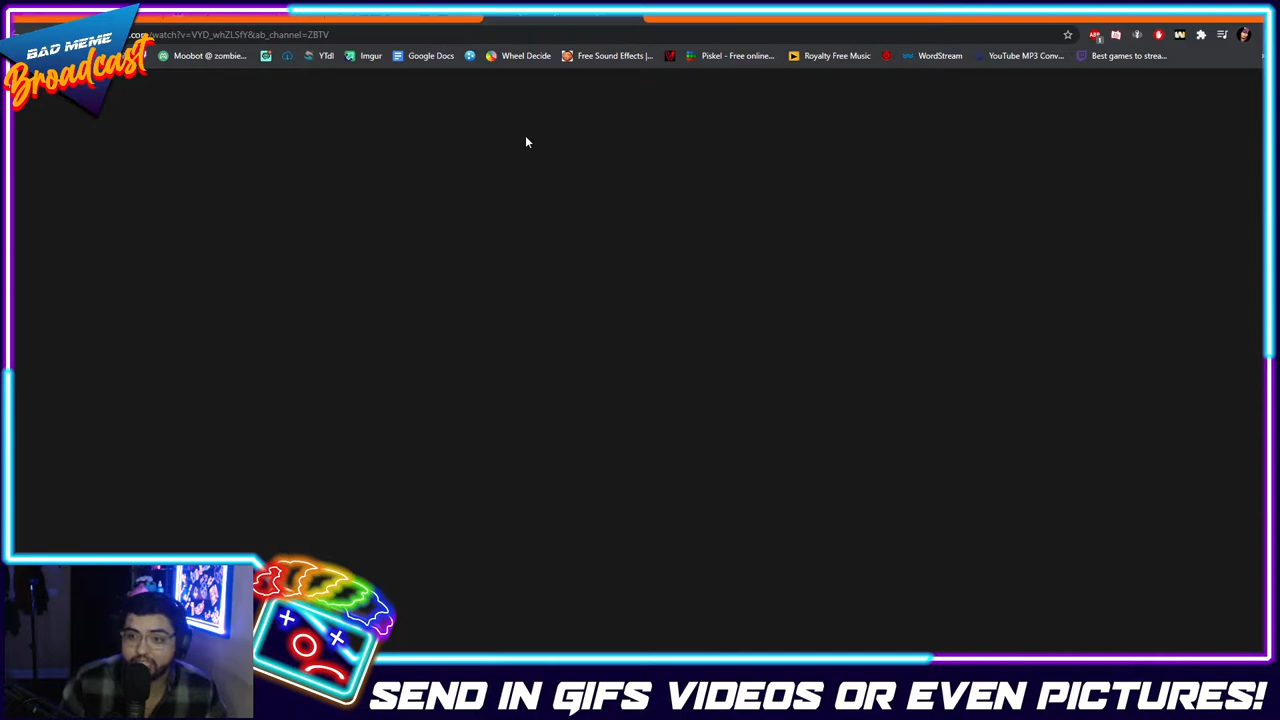 BAD MEME
Broadcast
.com/watch?v=VYD_whZLSfY&ab_channel=ZBTV
Moobot @ zombie... YTdl Imgur Google Docs Wheel Decide Free Sound Effects |... Piskel - Free online... Royalty Free Music WordStream YouTube MP3 Conv... Best games to strea...
SEND IN GIFS VIDEOS OR EVEN PICTURES!